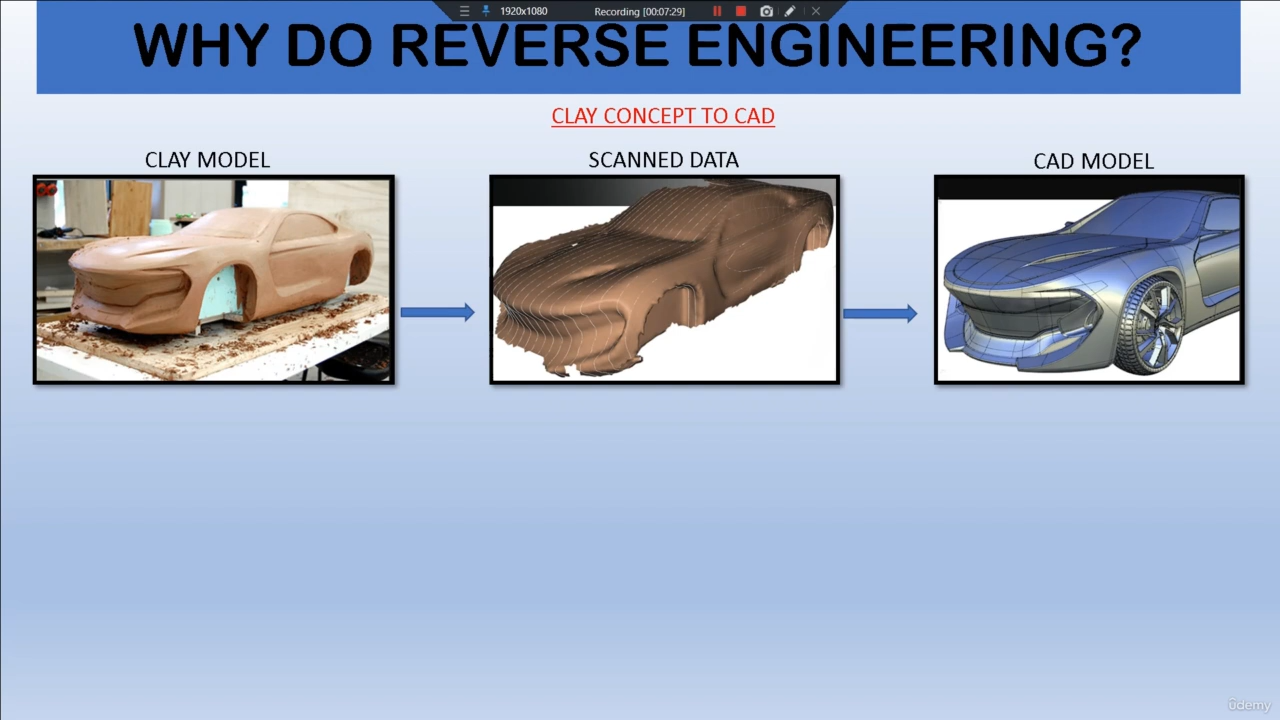 1920x1080
Recording [00:07:29]
WHY DO REVERSE ENGINEERING?
CLAY CONCEPT TO CAD
CLAY MODEL
SCANNED DATA
CAD MODEL
ûdemy